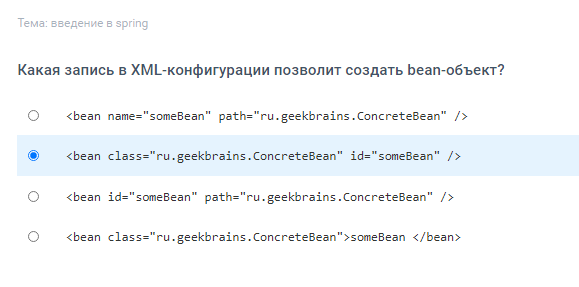 Тема: введение в spring
Какая запись в XML-конфигурации позволит создать bean-объект?
<bean name="someBean" path="ru.geekbrains.ConcreteBean" />
<bean class="ru.geekbrains.ConcreteBean" id="someBean" />
<bean id="someBean" path="ru.geekbrains.ConcreteBean" />
<bean class="ru.geekbrains.ConcreteBean">someBean </bean>